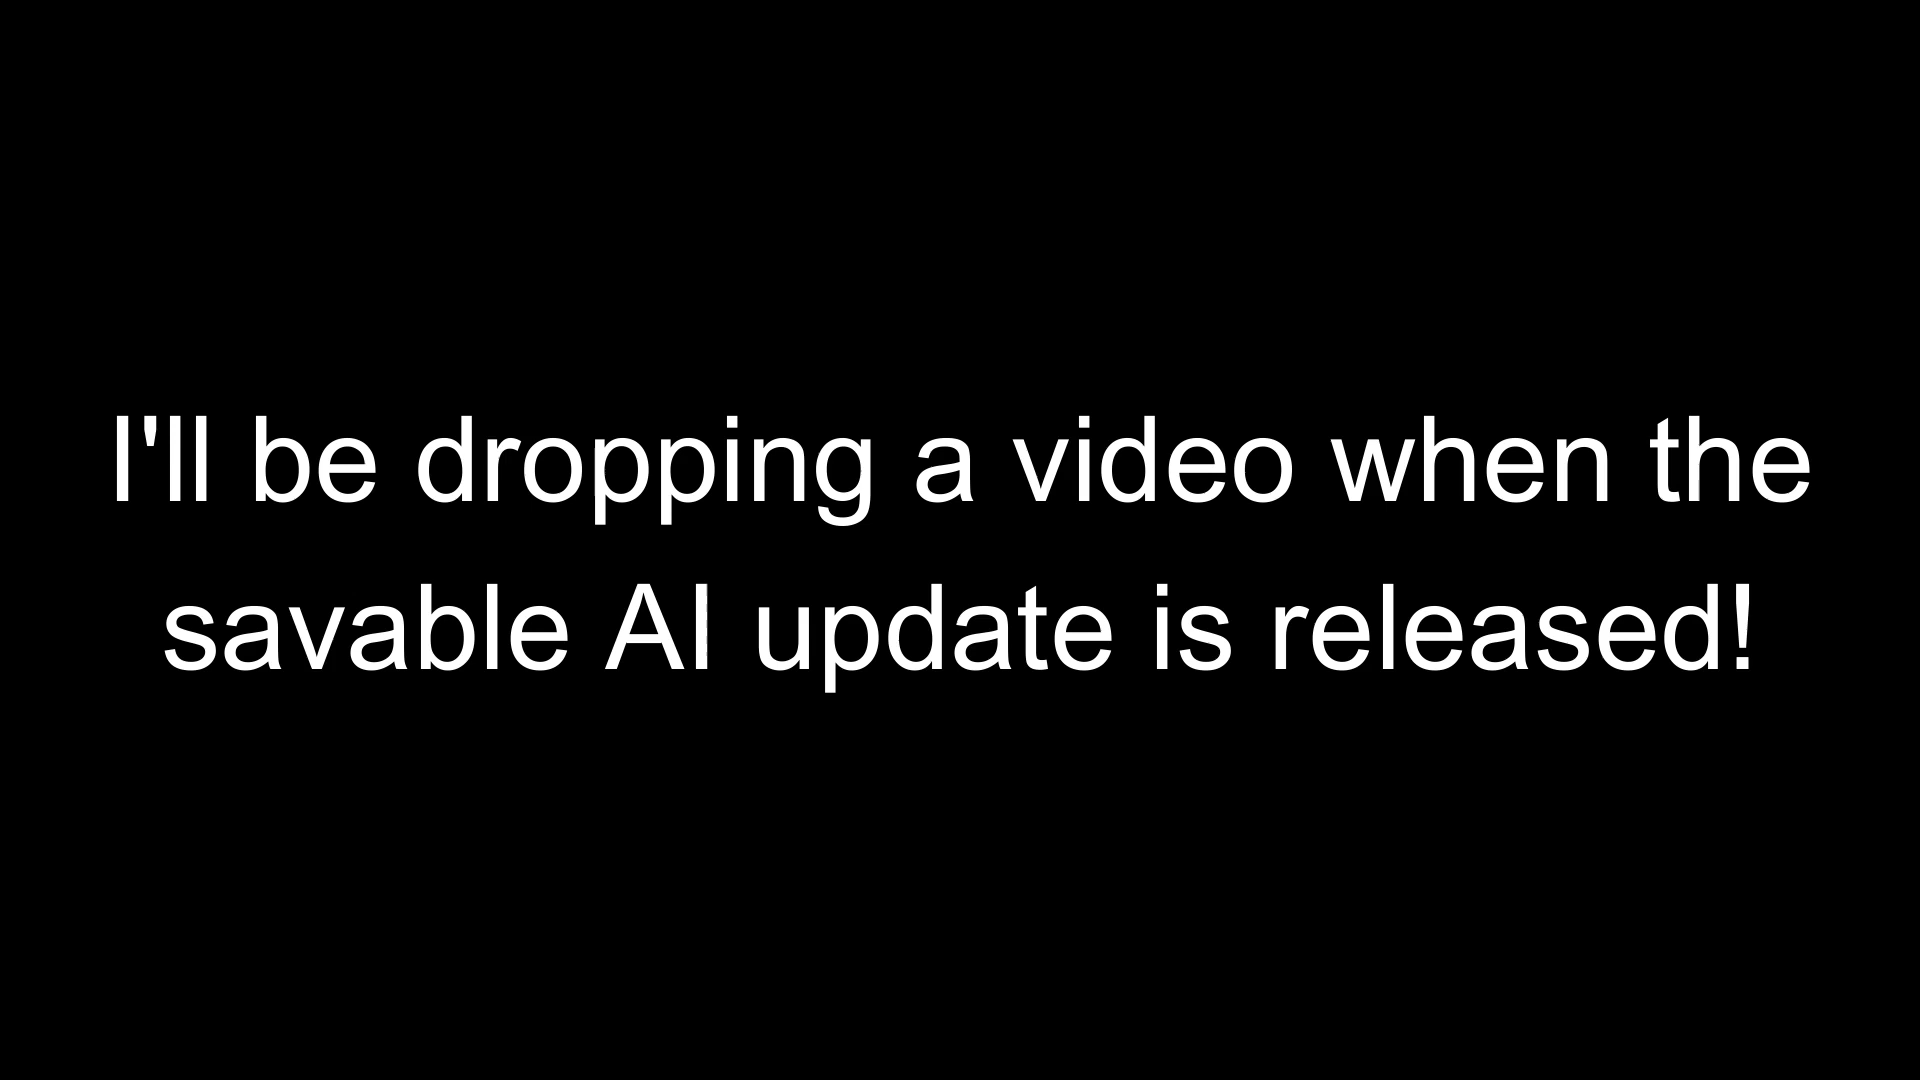 I'll be dropping a video when the
savable AI update is released!